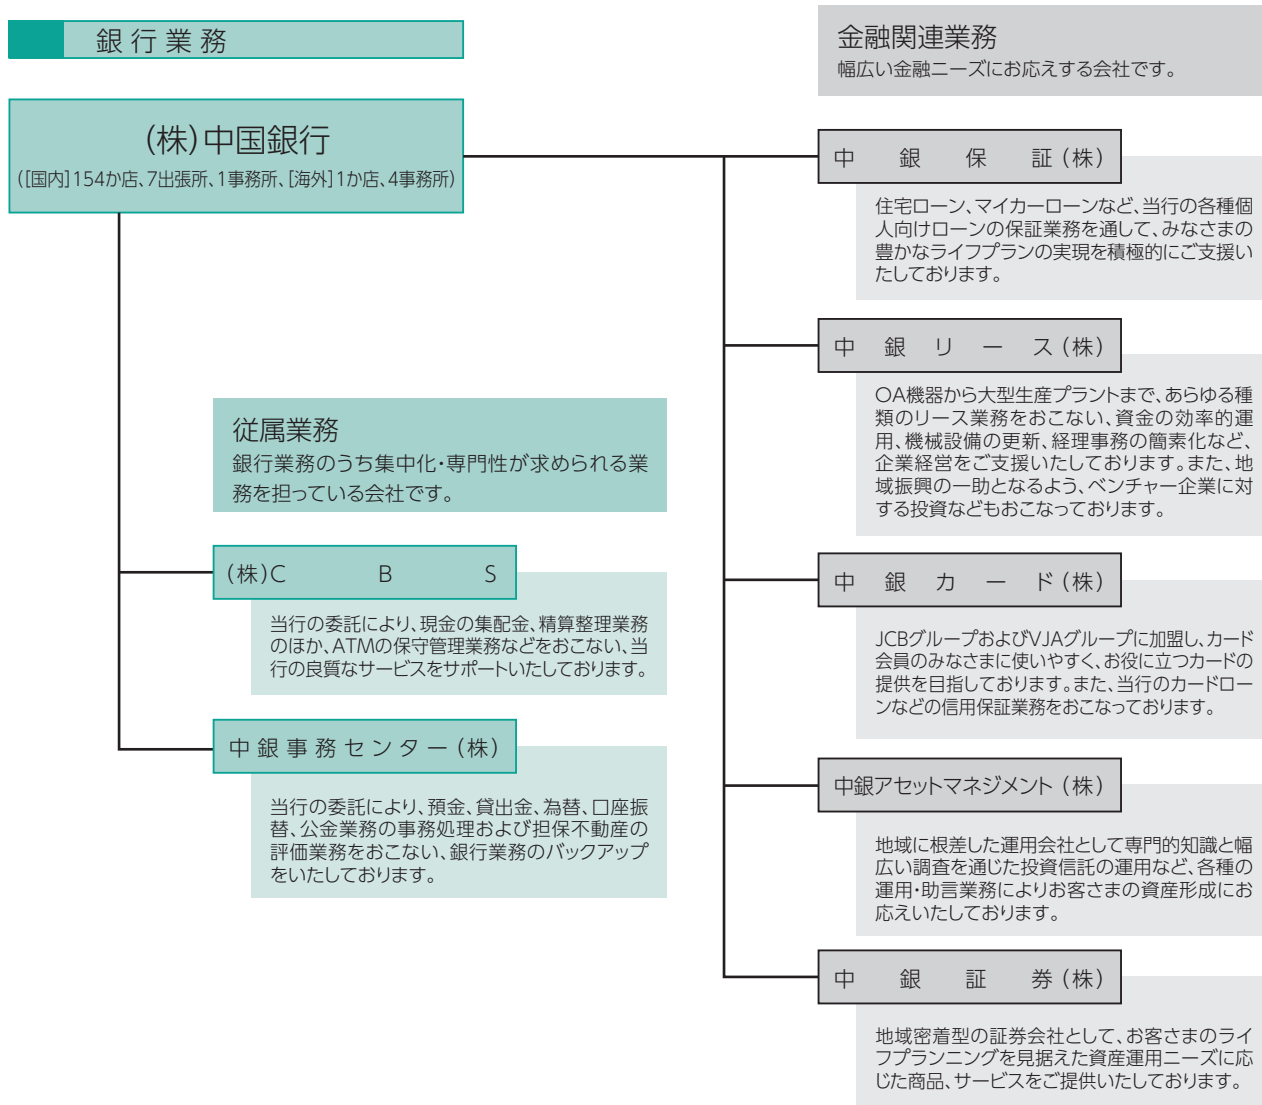 銀行業務
(株)中国銀行
([国内]154か店、7出張所、1事務所、[海外]1か店、4事務所)
従属業務
銀行業務のうち集中化・専門性が求められる業
務を担っている会社です。
(株)CBS
当行の委託により、現金の集配金、精算整理業務
のほか、ATMの保守管理業務などをおこない、当
行の良質なサービスをサポートいたしております。
中銀事務センター(株)
当行の委託により、預金、貸出金、為替、口座振
替、公金業務の事務処理および担保不動産の
評価業務をおこない、銀行業務のバックアップ
をいたしております。
金融関連業務
幅広い金融ニーズにお応えする会社です。
中銀保証(株)
住宅ローン、マイカーローンなど、当行の各種個
人向けローンの保証業務を通して、みなさまの
豊かなライフプランの実現を積極的にご支援い
たしております。
中銀リース(株)
OA機器から大型生産プラントまで、あらゆる種
類のリース業務をおこない、資金の効率的運
用、機械設備の更新、経理事務の簡素化など、
企業経営をご支援いたしております。また、地
域振興の一助となるよう、ベンチャー企業に対
する投資などもおこなっております。
中銀カード(株)
JCBグループおよびVJAグループに加盟し、カード
会員のみなさまに使いやすく、お役に立つカードの
提供を目指しております。また、当行のカードロー
ンなどの信用保証業務をおこなっております。
中銀アセットマネジメント(株)
地域に根差した運用会社として専門的知識と幅
広い調査を通じた投資信託の運用など、各種の
運用・助言業務によりお客さまの資産形成にお
応えいたしております。
中銀証券(株)
地域密着型の証券会社として、お客さまのライ
フプランニングを見据えた資産運用ニーズに応
じた商品、サービスをご提供いたしております。